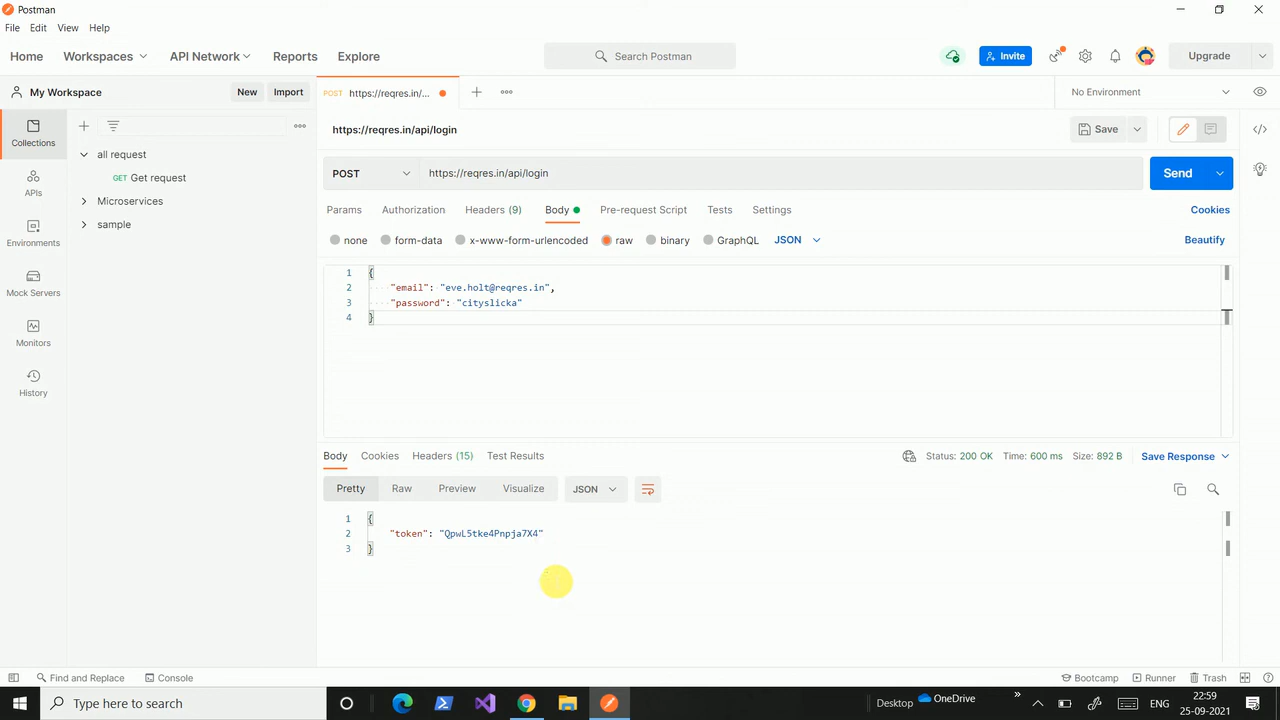 Postman
File Edit View Help
Home Workspaces API Network Reports Explore Search Postman Invite Upgrade
My Workspace New Import POST https://reqres.in/... No Environment
Collections
APIs
Environments
Mock Servers
Monitors
History
all request
GET Get request
Microservices
sample
https://reqres.in/api/login Save
POST https://reqres.in/api/login Send
Params Authorization Headers (9) Body Pre-request Script Tests Settings Cookies
none form-data x-www-form-urlencoded raw binary GraphQL JSON Beautify
1 {
2 "email": "eve.holt@reqres.in",
3 "password": "cityslicka"
4 }
Body Cookies Headers (15) Test Results Status: 200 OK Time: 600 ms Size: 892 B Save Response
Pretty Raw Preview Visualize JSON
1 {
2 "token": "QpwL5tke4Pnpja7X4"
3 }
Find and Replace Console Bootcamp Runner Trash
Type here to search Desktop OneDrive ENG 22:59
25-09-2021